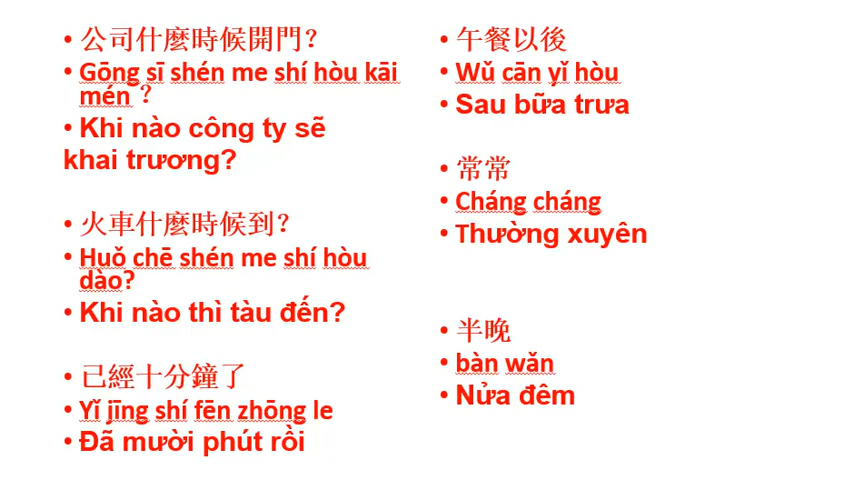 • 公司什麼時候開門?
• Gōng sī shén me shí hòu kāi
mén ?
• Khi nào công ty sẽ
khai trương?
• 火車什麼時候到?
• Huǒ chē shén me shí hòu
dào?
• Khi nào thì tàu đến?
• 已經十分鐘了
• Yǐ jīng shí fēn zhōng le
• Đã mười phút rồi
• 午餐以後
• Wǔ cān yǐ hòu
• Sau bữa trưa
• 常常
• Cháng cháng
• Thường xuyên
• 半晚
• bàn wǎn
• Nửa đêm